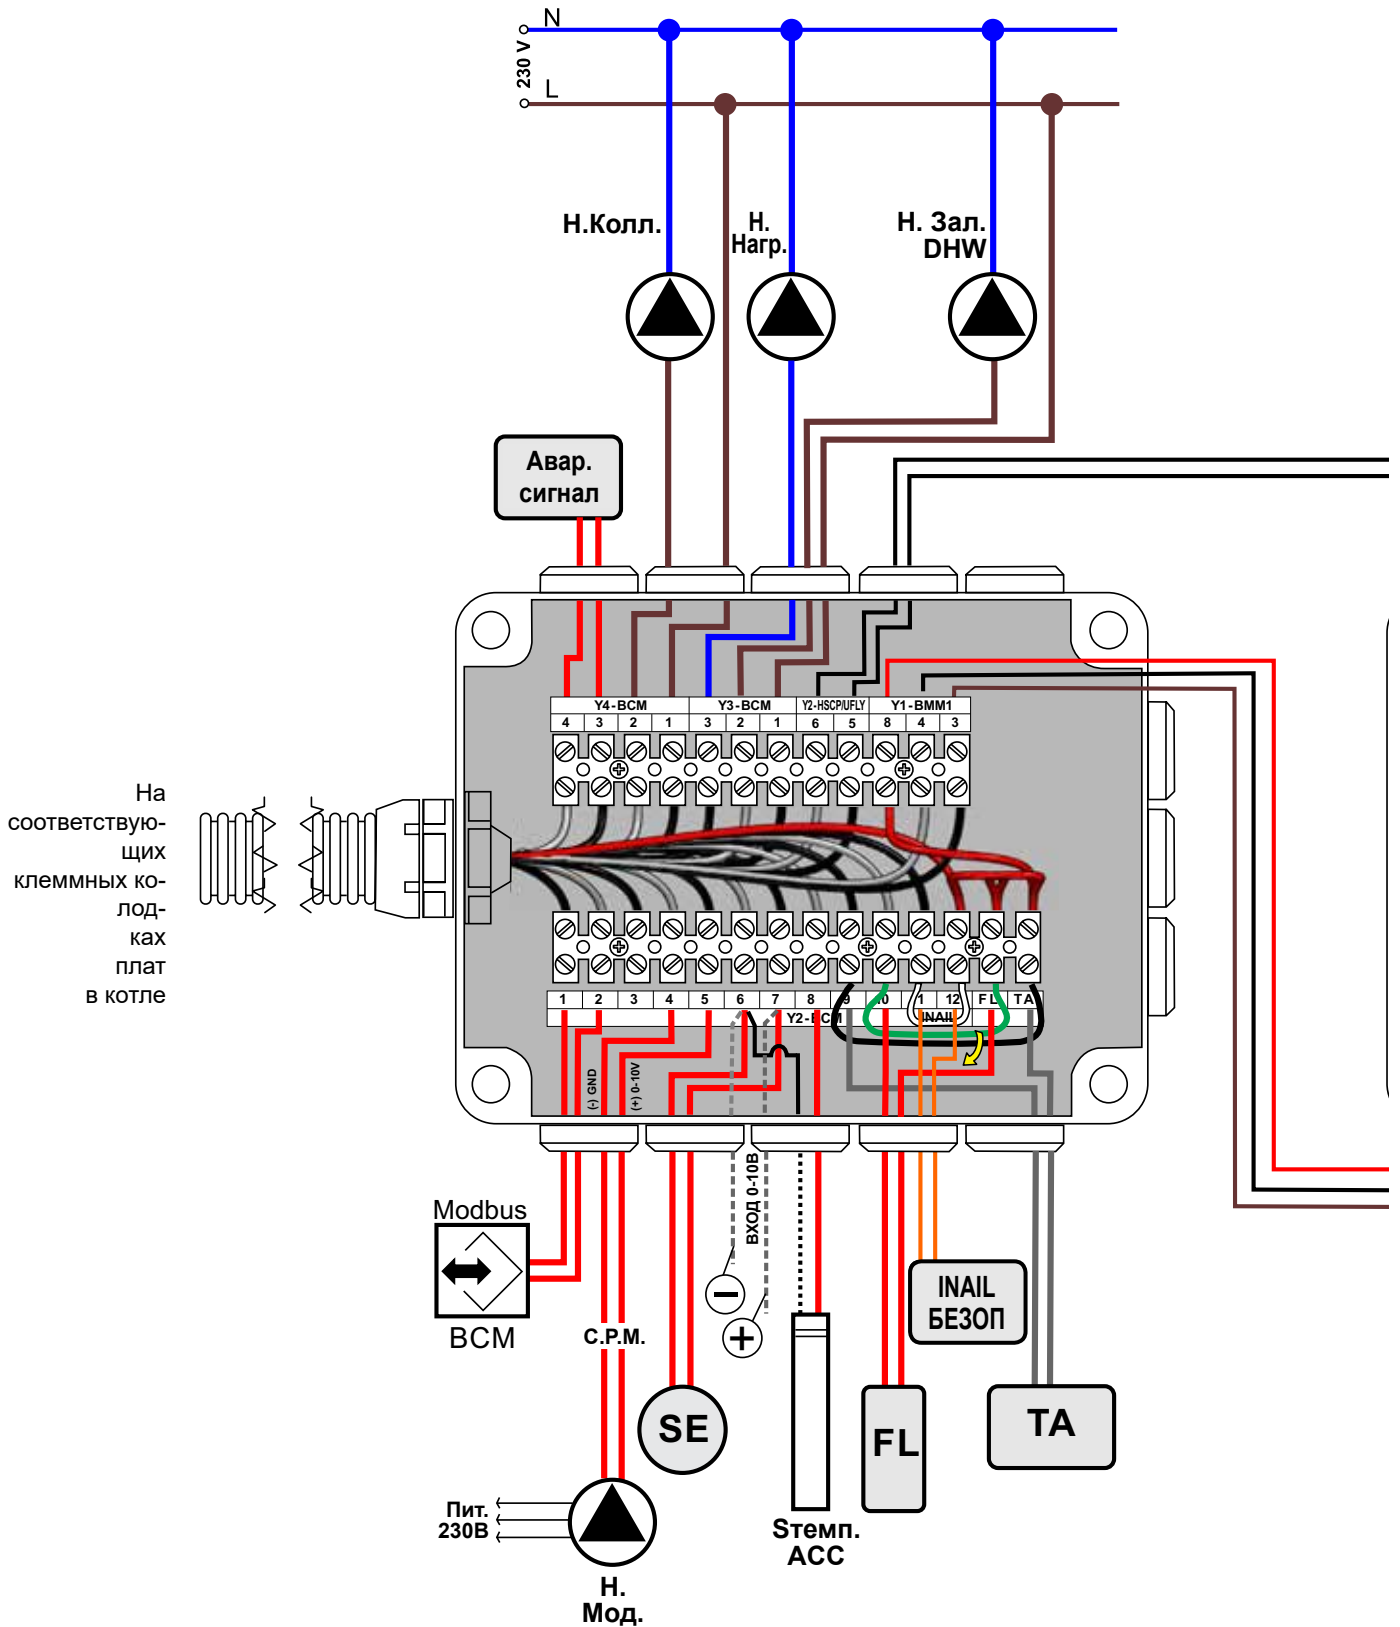 N
230 V
L
Н.Колл.
Н.
Нагр.
Н. Зал.
DHW
Авар.
сигнал
Y4-BCM
Y3-BCM
Y2-HSCP/UFLY
Y1-BMM1
4 3 2 1 3 2 1 6 5 8 4 3
На
соответствую-
щих
клеммных ко-
лод-
ках
плат
в котле
1 2 3 4 5 6 7 8 9 10 11 12 FL TA
Y2-BCM
INAIL
(-) GND
(+) 0-10V
ВХОД 0-10В
Modbus
BCM
C.P.M.
SE
INAIL
БЕЗОП
FL
TA
Пит.
230В
Sтемп.
ACC
Н.
Мод.